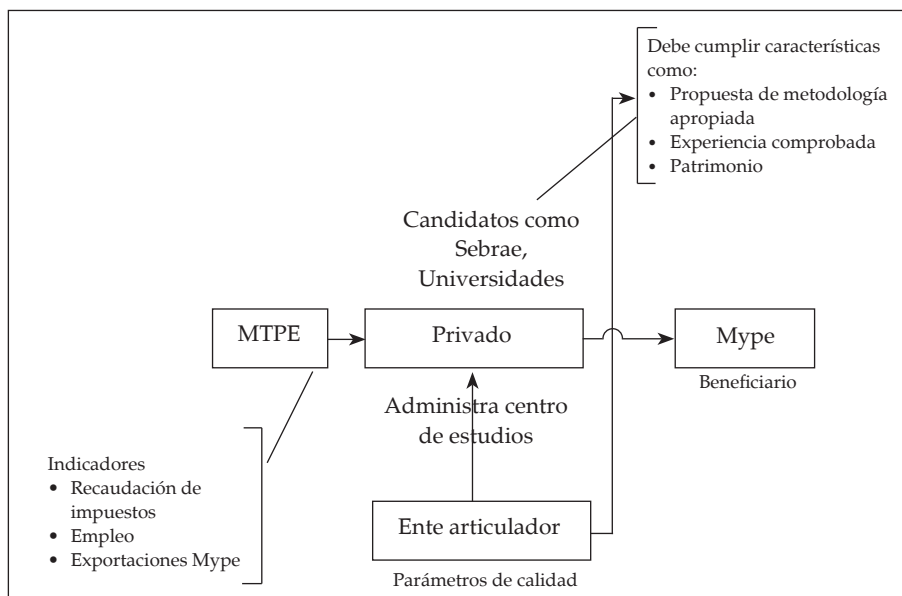 Debe cumplir características
como:
• Propuesta de metodología
apropiada
• Experiencia comprobada
• Patrimonio
Candidatos como
Sebrae,
Universidades
MTPE
Privado
Mype
Beneficiario
Administra centro
de estudios
Indicadores
• Recaudación de
impuestos
• Empleo
• Exportaciones Mype
Ente articulador
Parámetros de calidad